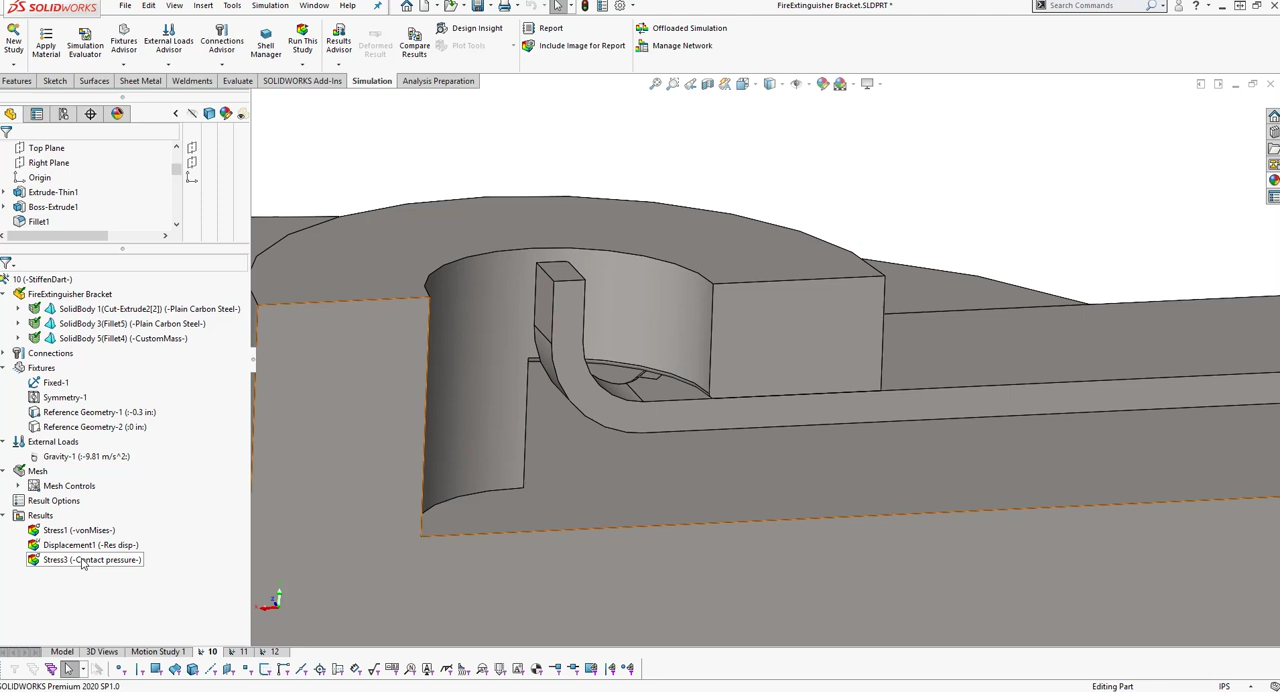 SOLIDWORKS File Edit View Insert Tools Simulation Window Help FireExtinguisher Bracket.SLDPRT * Search Commands
New Study
Apply Material
Simulation Evaluator
Fixtures Advisor
External Loads Advisor
Connections Advisor
Shell Manager
Run This Study
Results Advisor
Deformed Result
Compare Results
Design Insight
Plot Tools
Report
Include Image for Report
Offloaded Simulation
Manage Network
Features Sketch Surfaces Sheet Metal Weldments Evaluate SOLIDWORKS Add-Ins Simulation Analysis Preparation
Top Plane
Right Plane
Origin
Extrude-Thin1
Boss-Extrude1
Fillet1
10 (-StiffenDart-)
FireExtinguisher Bracket
SolidBody 1(Cut-Extrude2[2]) (-Plain Carbon Steel-)
SolidBody 3(Fillet5) (-Plain Carbon Steel-)
SolidBody 5(Fillet4) (-CustomMass-)
Connections
Fixtures
Fixed-1
Symmetry-1
Reference Geometry-1 (:-0.3 in:)
Reference Geometry-2 (:0 in:)
External Loads
Gravity-1 (:-9.81 m/s^2:)
Mesh
Mesh Controls
Result Options
Results
Stress1 (-vonMises-)
Displacement1 (-Res disp-)
Stress3 (-Contact pressure-)
Model 3D Views Motion Study 1 10 11 12
SOLIDWORKS Premium 2020 SP1.0 Editing Part IPS